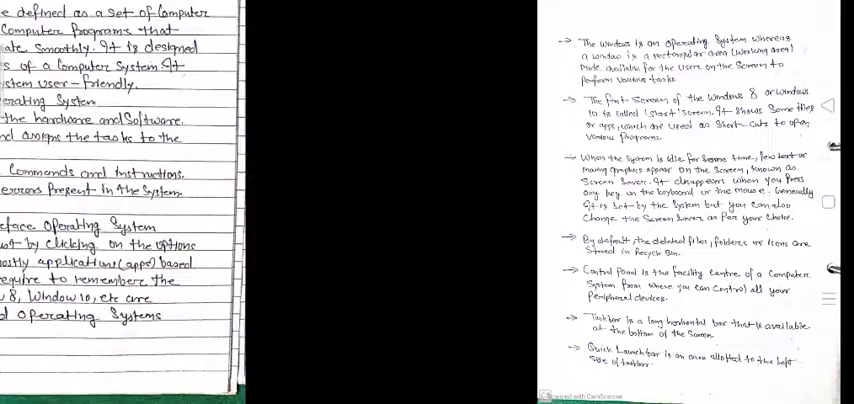 e defined as a set of Computer
Computer Programs that
ate smoothly. It is designed
s of a Computer System. It
stem user-friendly.
erating System
the hardware and Software.
nd assigns the tasks to the
Commands and Instructions.
errors Present in the System.
rface Operating System
ust by clicking on the options
mostly applications (apps) based
require to remember the
w 8, Window 10, etc are
d Operating Systems
→ The windows is an operating System whereas
a window is a rectangular area (working area)
made available for the users on the Screen to
Perform various tasks.
→ The first Screen of the Windows 8 or windows
10 is called 'start' Screen. It shows Some tiles
or apps, which are used as Short-cuts to open
various Programs.
→ When the System is idle for Some time, few text or
moving graphics appear on the Screen, known as
Screen Saver. It disappears when you press
any key on the keyboard or the mouse. Generally
It is Set by the System but you can also
Change the Screen Saver as per your choice.
→ By default, the deleted files, folders or Icon are
Stored in Recycle Bin.
→ Control Panel is the facility Centre of a Computer
System from where you can Control all your
Peripheral devices.
→ Taskbar is a long horizontal bar that is available
at the bottom of the Screen.
→ Quick Launch bar is an area allotted to the left
Side of taskbar.
Scanned with CamScanner